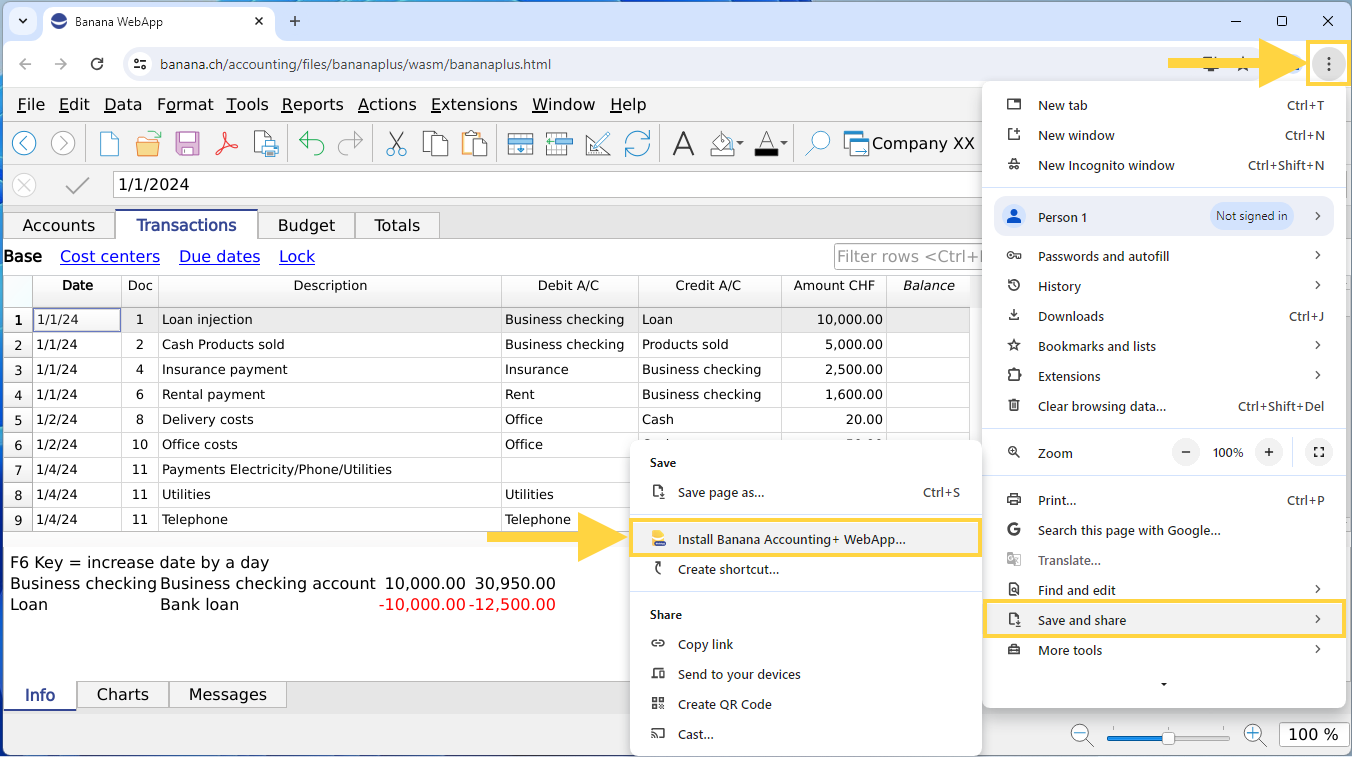 Banana WebApp
banana.ch/accounting/files/bananaplus/wasm/bananaplus.html
File Edit Data Format Tools Reports Actions Extensions Window Help
Company XX
1/1/2024
Accounts Transactions Budget Totals
Base Cost centers Due dates Lock Filter rows <Ctrl+
Date Doc Description Debit A/C Credit A/C Amount CHF Balance
1 1/1/24 1 Loan injection Business checking Loan 10,000.00
2 1/1/24 2 Cash Products sold Business checking Products sold 5,000.00
3 1/1/24 4 Insurance payment Insurance Business checking 2,500.00
4 1/1/24 6 Rental payment Rent Business checking 1,600.00
5 1/2/24 8 Delivery costs Office Cash 20.00
6 1/2/24 10 Office costs Office
7 1/4/24 11 Payments Electricity/Phone/Utilities
8 1/4/24 11 Utilities Utilities
9 1/4/24 11 Telephone Telephone
F6 Key = increase date by a day
Business checking Business checking account 10,000.00 30,950.00
Loan Bank loan -10,000.00 -12,500.00
Info Charts Messages
100 %
New tab Ctrl+T
New window Ctrl+N
New Incognito window Ctrl+Shift+N
Person 1 Not signed in
Passwords and autofill
History
Downloads Ctrl+J
Bookmarks and lists
Extensions
Clear browsing data... Ctrl+Shift+Del
Zoom 100%
Print... Ctrl+P
Search this page with Google...
Translate...
Find and edit
Save and share
More tools
Save
Save page as... Ctrl+S
Install Banana Accounting+ WebApp...
Create shortcut...
Share
Copy link
Send to your devices
Create QR Code
Cast...